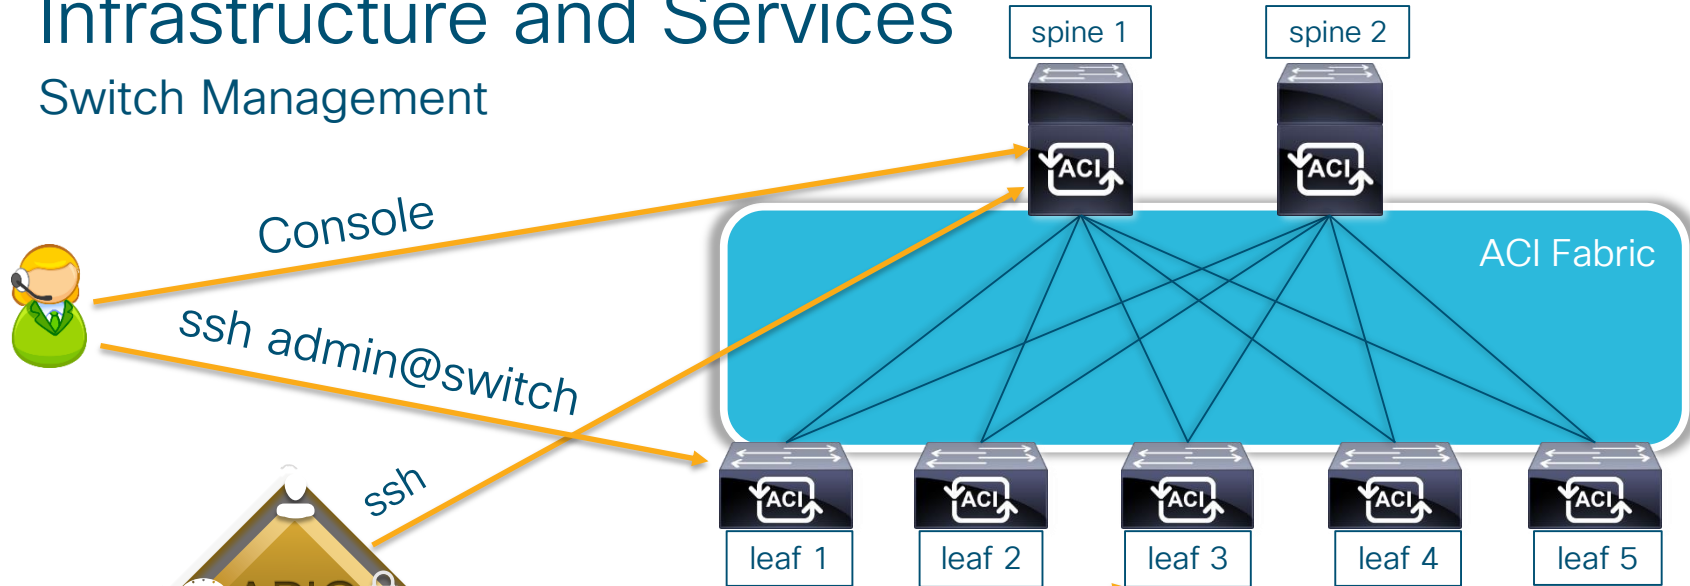 Infrastructure and Services
Switch Management
spine 1
spine 2
ACI
ACI
Console
ACI Fabric
ssh admin@switch
ssh
ACI
ACI
ACI
ACI
ACI
leaf 1
leaf 2
leaf 3
leaf 4
leaf 5
APIC